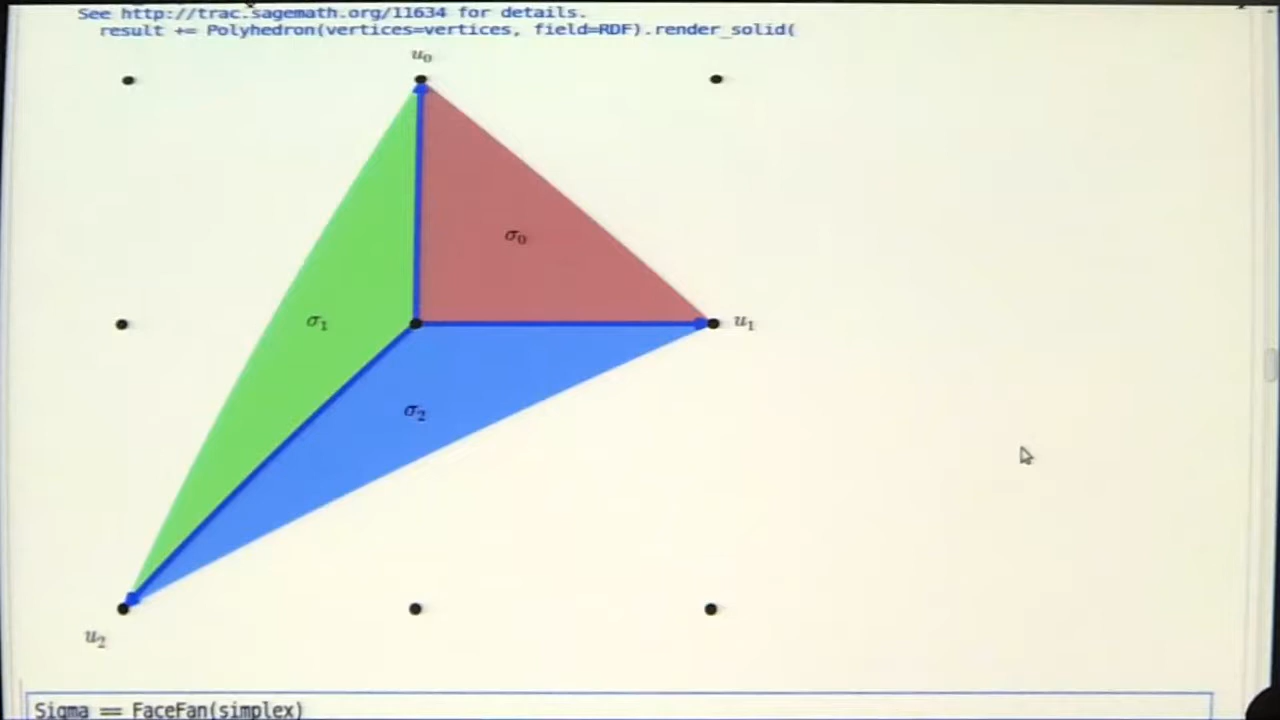 See http://trac.sagemath.org/11634 for details.
result += Polyhedron(vertices=vertices, field=RDF).render_solid(
u₀
σ₀
σ₁
u₁
σ₂
u₂
Sigma == FaceFan(simplex)